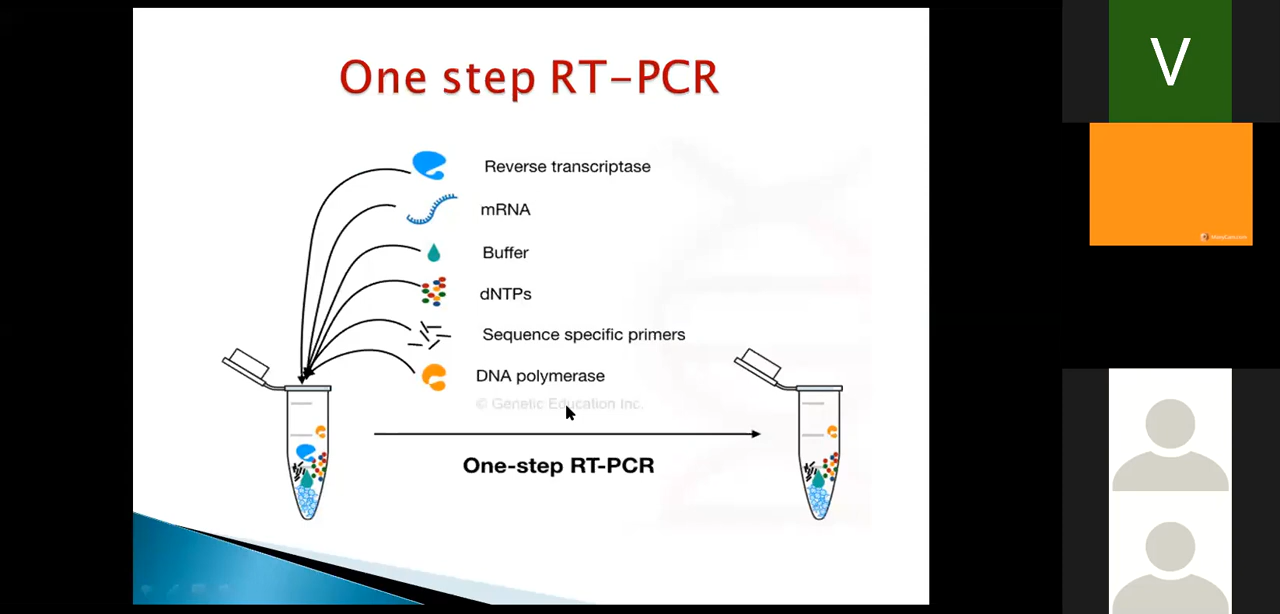 One step RT-PCR
Reverse transcriptase
mRNA
Buffer
dNTPs
Sequence specific primers
DNA polymerase
© Genetic Education Inc.
One-step RT-PCR
V